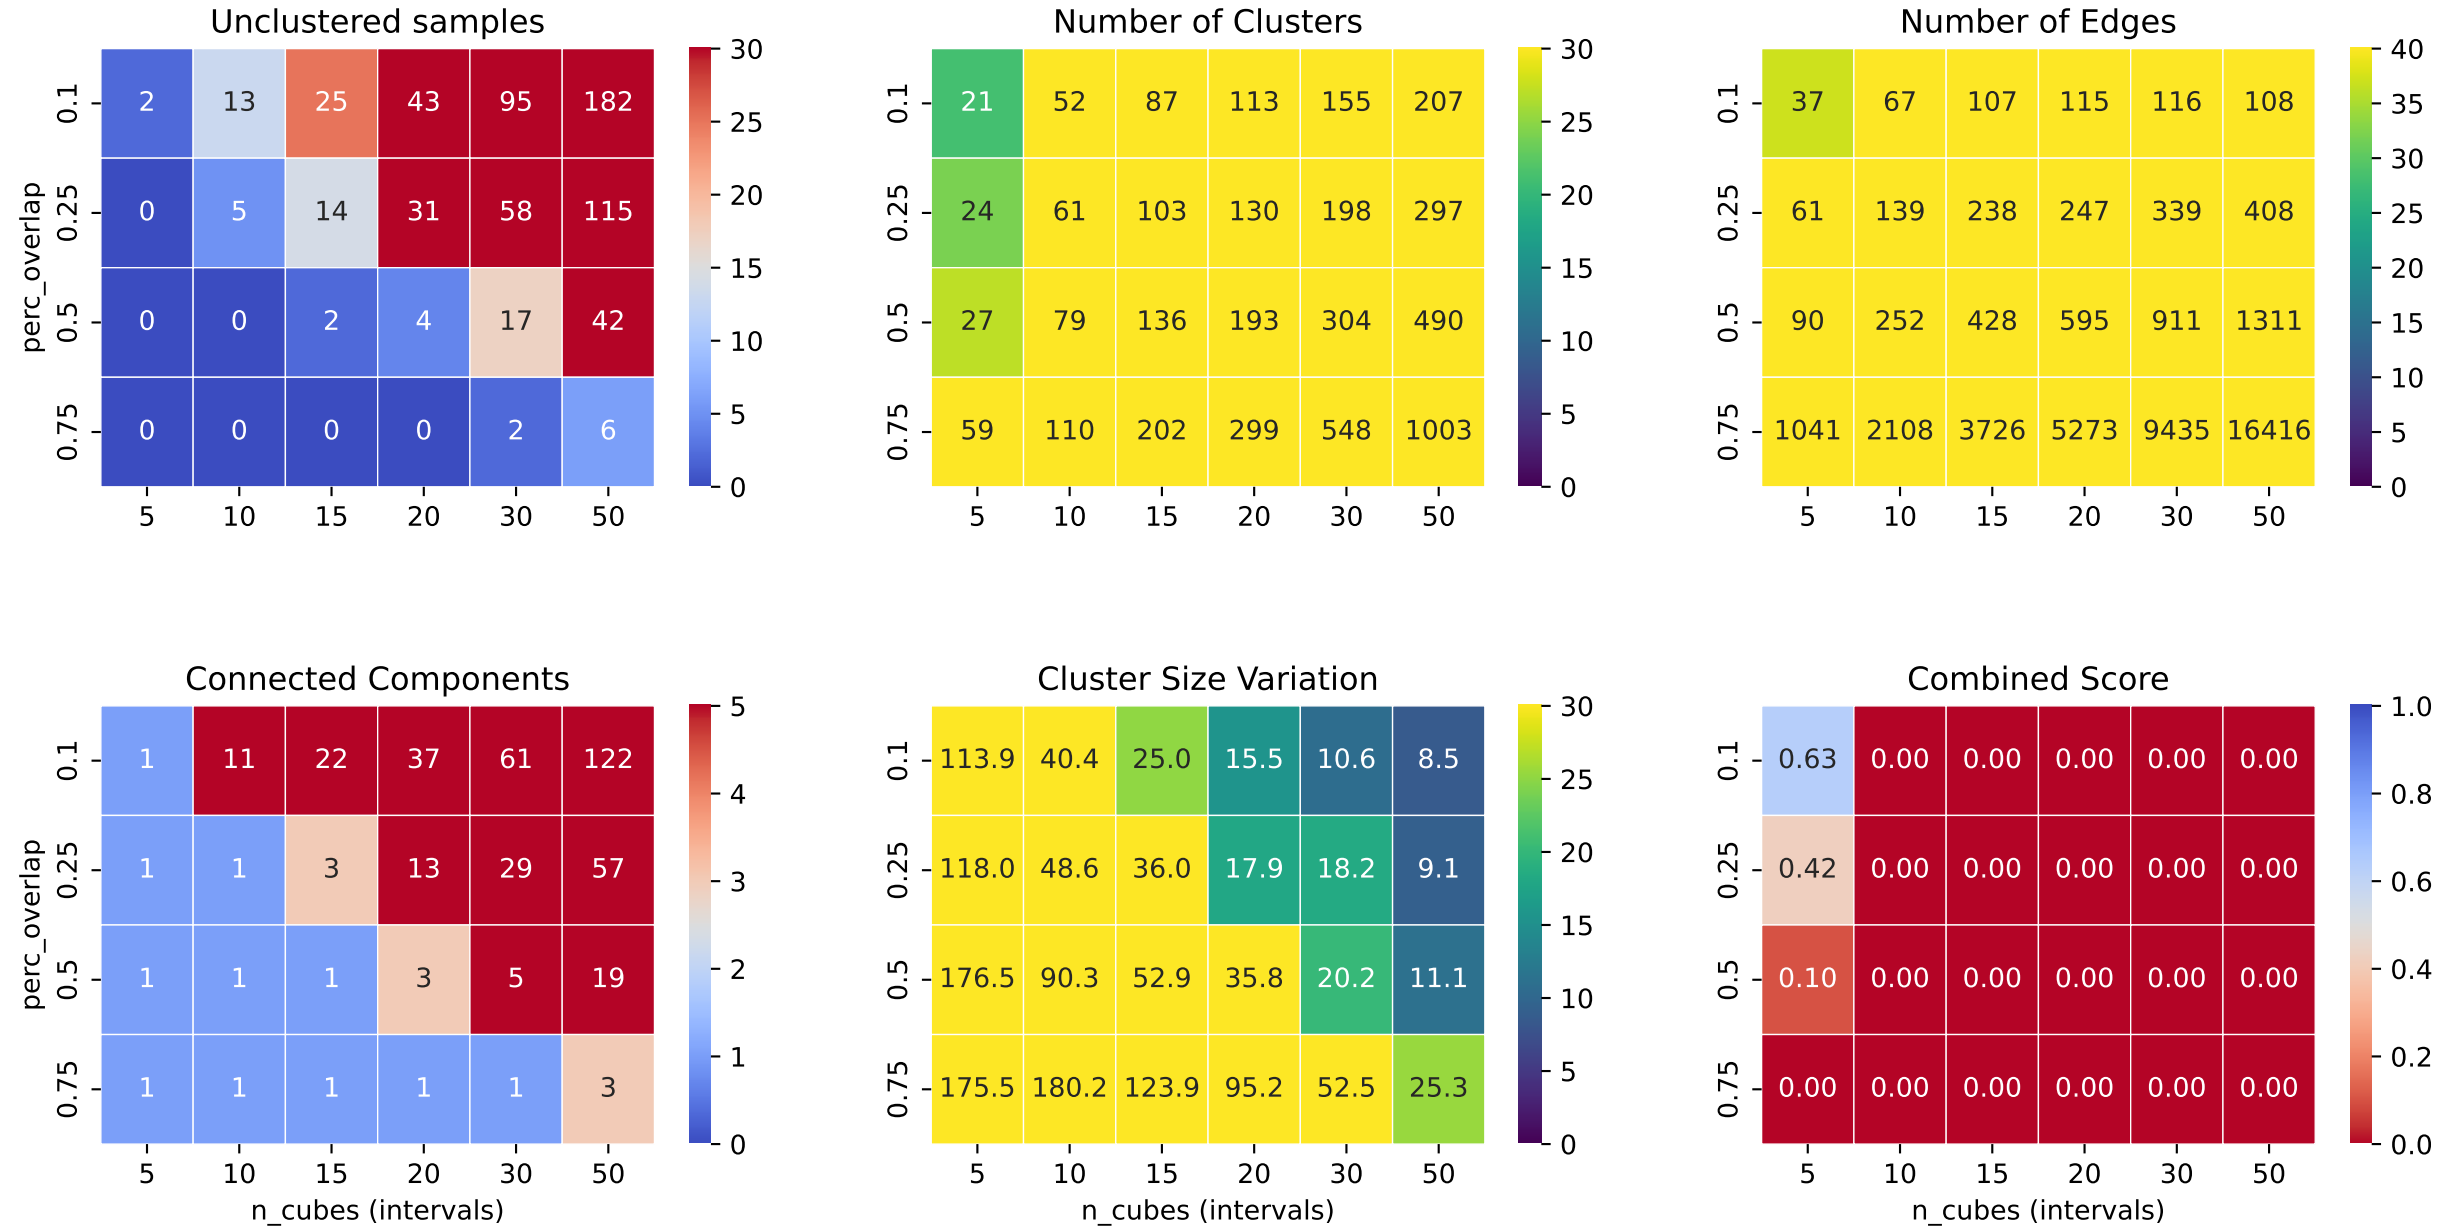 Unclustered samples
perc_overlap
0.1 2 13 25 43 95 182
0.25 0 5 14 31 58 115
0.5 0 0 2 4 17 42
0.75 0 0 0 0 2 6
5 10 15 20 30 50
30
25
20
15
10
5
0
Number of Clusters
0.1 21 52 87 113 155 207
0.25 24 61 103 130 198 297
0.5 27 79 136 193 304 490
0.75 59 110 202 299 548 1003
5 10 15 20 30 50
30
25
20
15
10
5
0
Number of Edges
0.1 37 67 107 115 116 108
0.25 61 139 238 247 339 408
0.5 90 252 428 595 911 1311
0.75 1041 2108 3726 5273 9435 16416
5 10 15 20 30 50
40
35
30
25
20
15
10
5
0
Connected Components
perc_overlap
0.1 1 11 22 37 61 122
0.25 1 1 3 13 29 57
0.5 1 1 1 3 5 19
0.75 1 1 1 1 1 3
5 10 15 20 30 50
n_cubes (intervals)
5
4
3
2
1
0
Cluster Size Variation
0.1 113.9 40.4 25.0 15.5 10.6 8.5
0.25 118.0 48.6 36.0 17.9 18.2 9.1
0.5 176.5 90.3 52.9 35.8 20.2 11.1
0.75 175.5 180.2 123.9 95.2 52.5 25.3
5 10 15 20 30 50
n_cubes (intervals)
30
25
20
15
10
5
0
Combined Score
0.1 0.63 0.00 0.00 0.00 0.00 0.00
0.25 0.42 0.00 0.00 0.00 0.00 0.00
0.5 0.10 0.00 0.00 0.00 0.00 0.00
0.75 0.00 0.00 0.00 0.00 0.00 0.00
5 10 15 20 30 50
n_cubes (intervals)
1.0
0.8
0.6
0.4
0.2
0.0